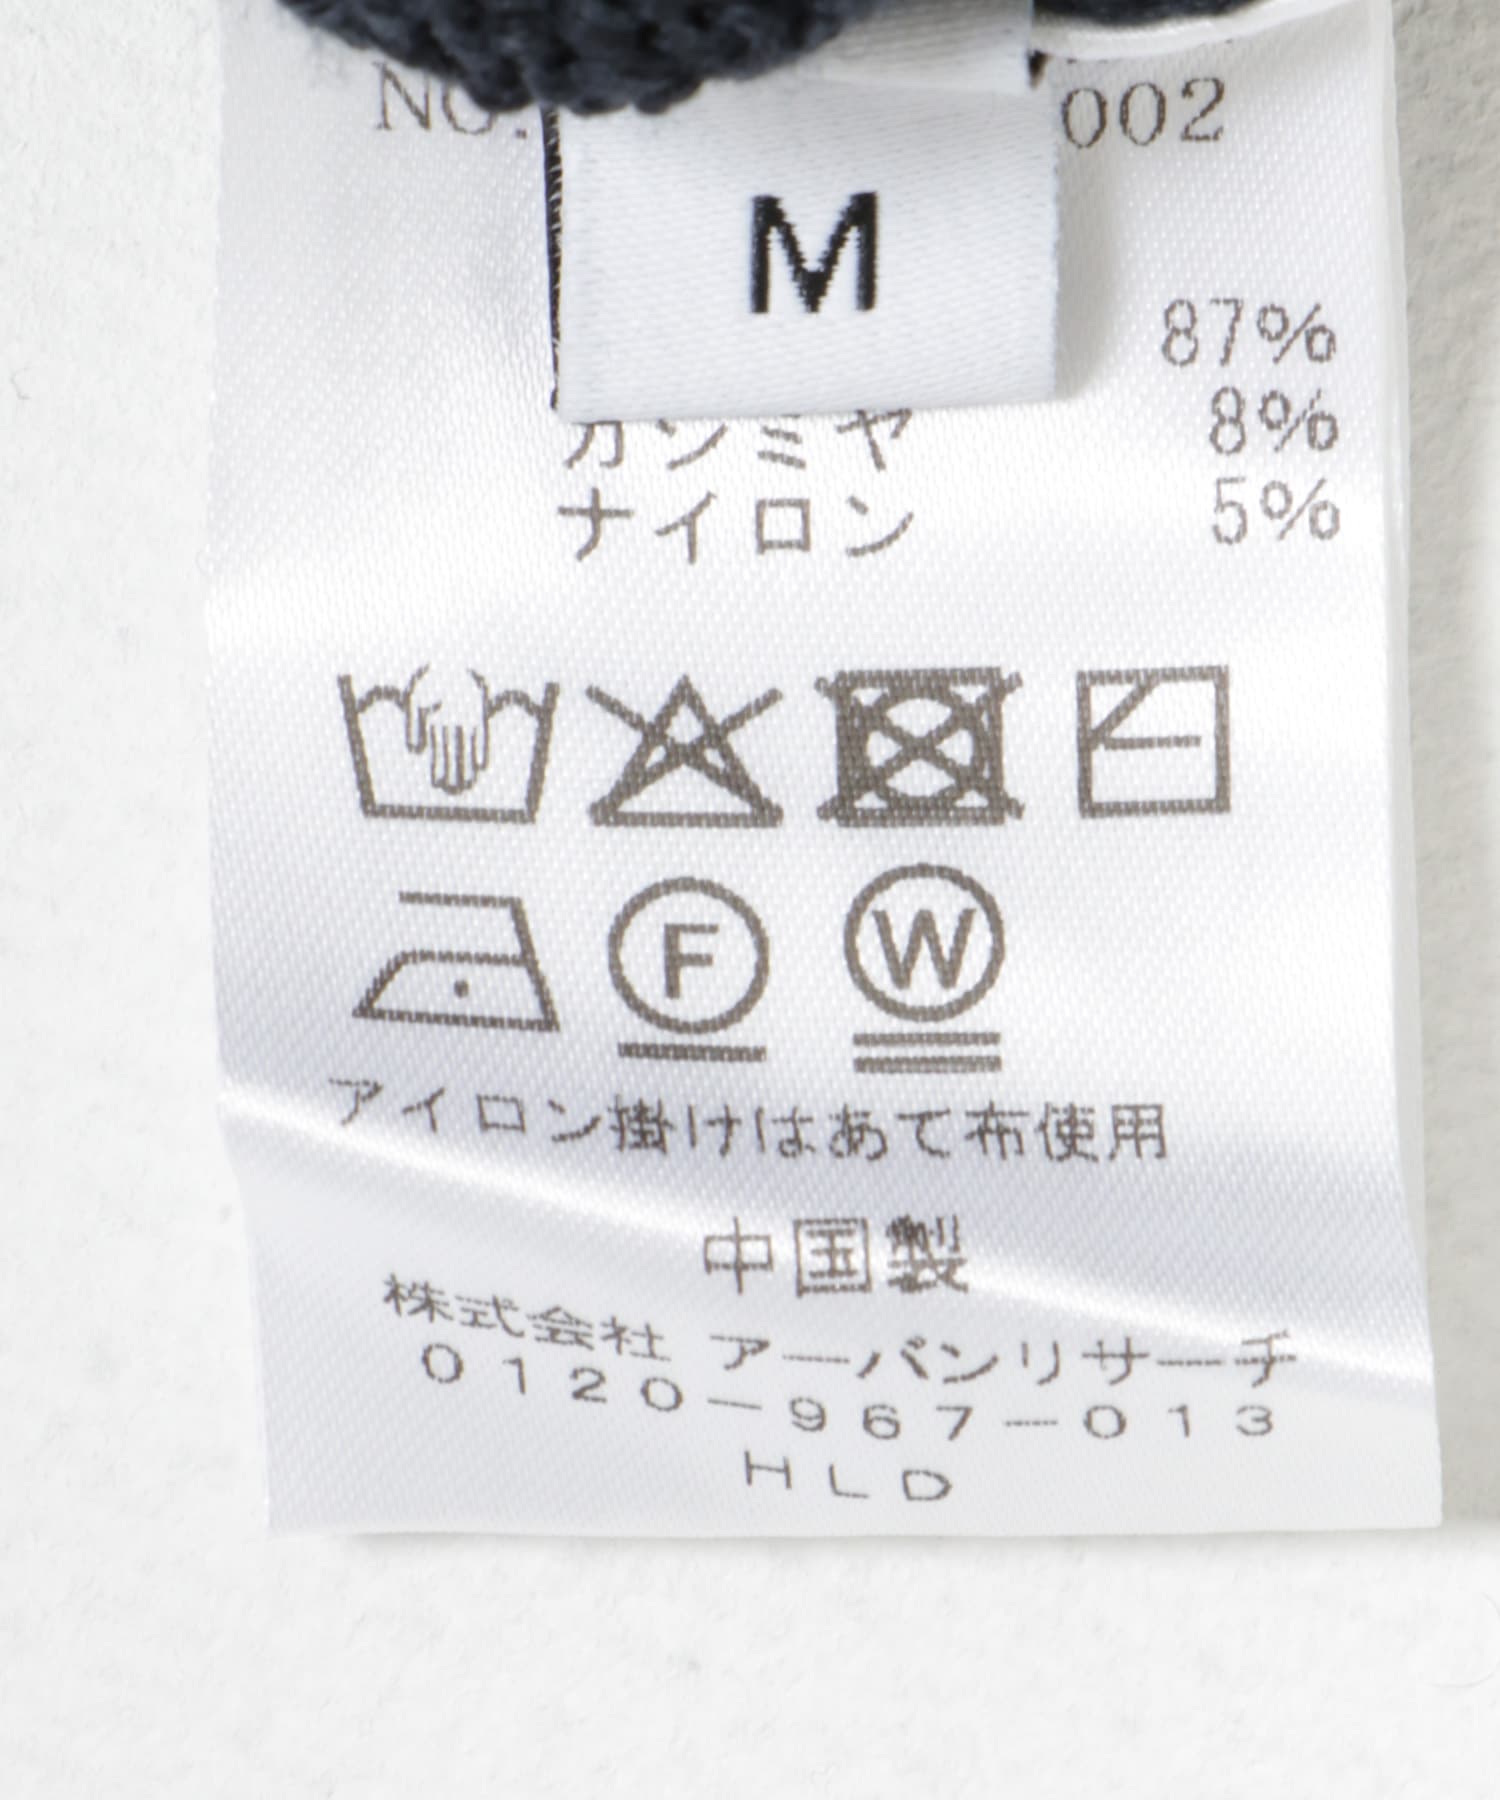 NO. 002
M
87%
カシミヤ 8%
ナイロン 5%
F W
アイロン掛けはあて布使用
中国製
株式会社 アーバンリサーチ
0120-967-013
HLD